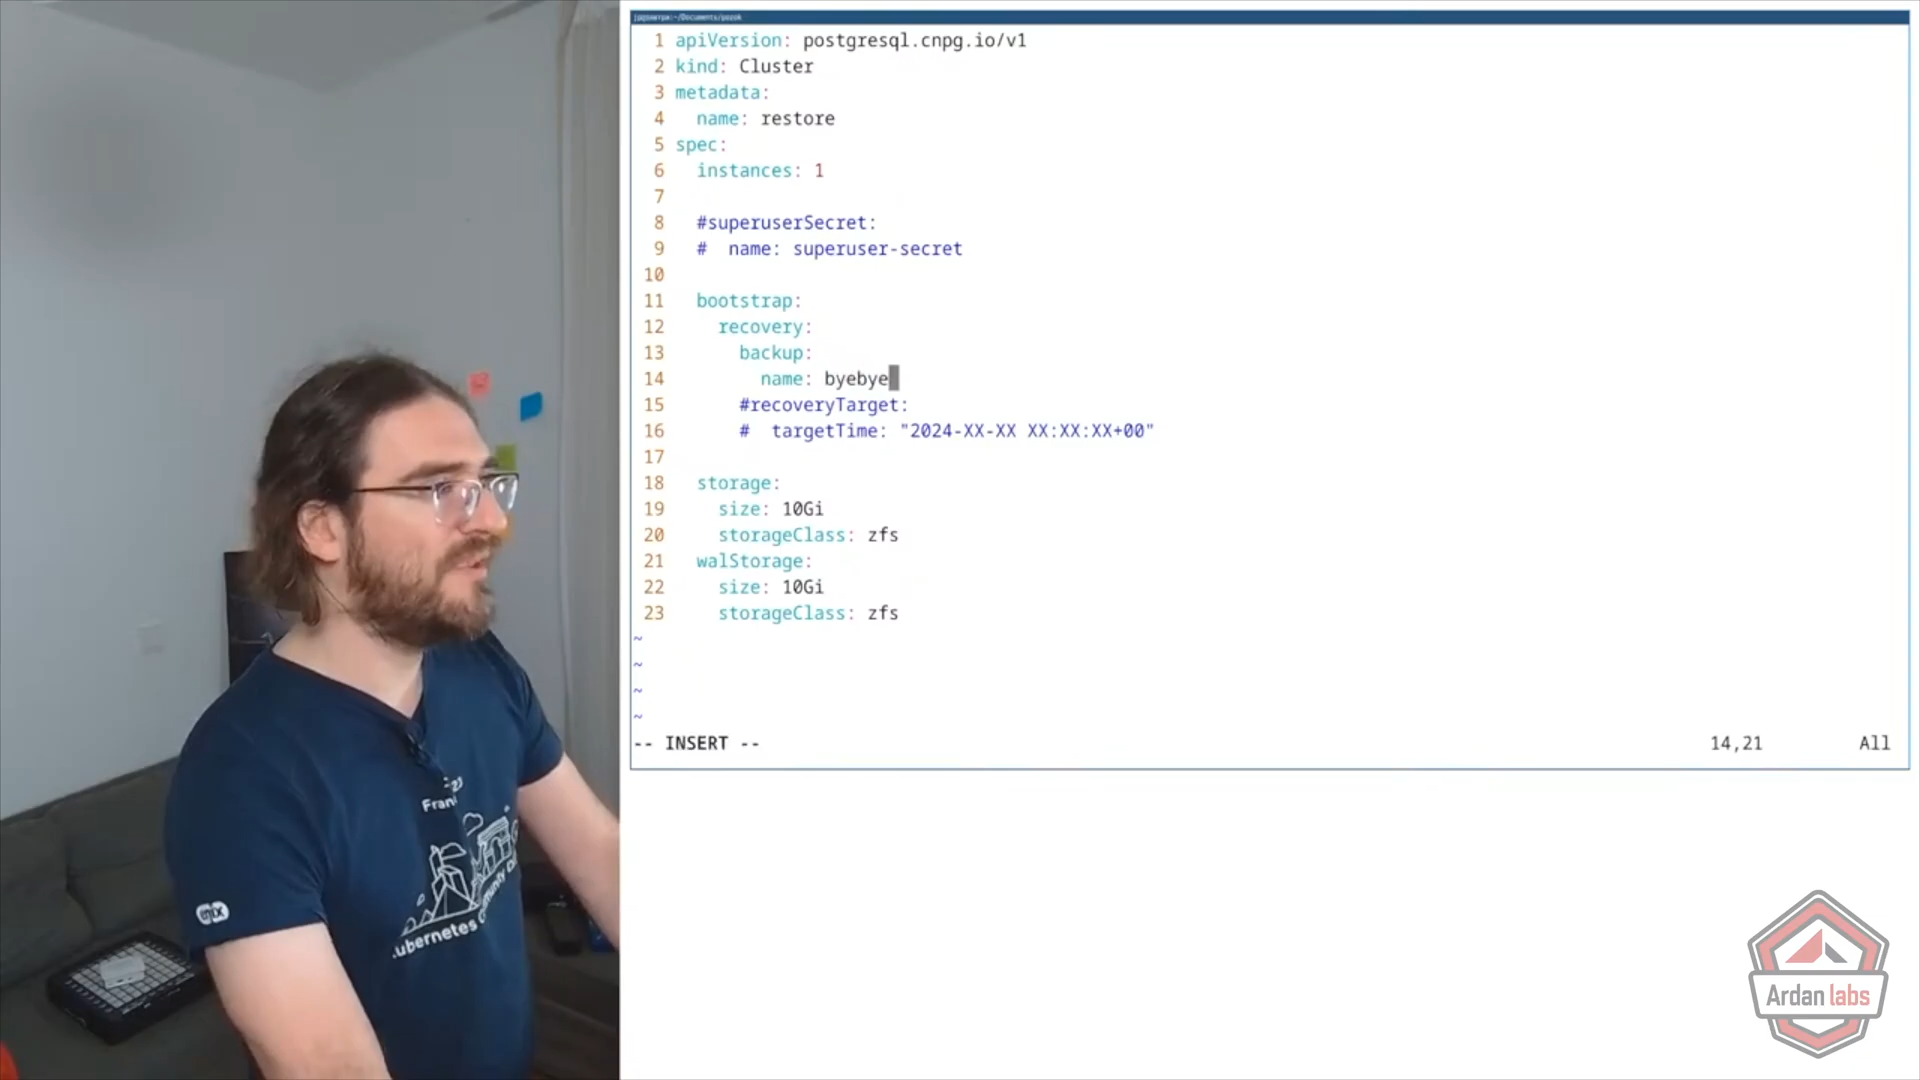 1 apiVersion: postgresql.cnpg.io/v1
2 kind: Cluster
3 metadata:
4   name: restore
5 spec:
6   instances: 1
7
8   #superuserSecret:
9   #  name: superuser-secret
10
11   bootstrap:
12     recovery:
13       backup:
14         name: byebye
15       #recoveryTarget:
16       #  targetTime: "2024-XX-XX XX:XX:XX+00"
17
18   storage:
19     size: 10Gi
20     storageClass: zfs
21   walStorage:
22     size: 10Gi
23     storageClass: zfs
~
~
~
~
-- INSERT -- 14,21 All
enix
Ardan labs